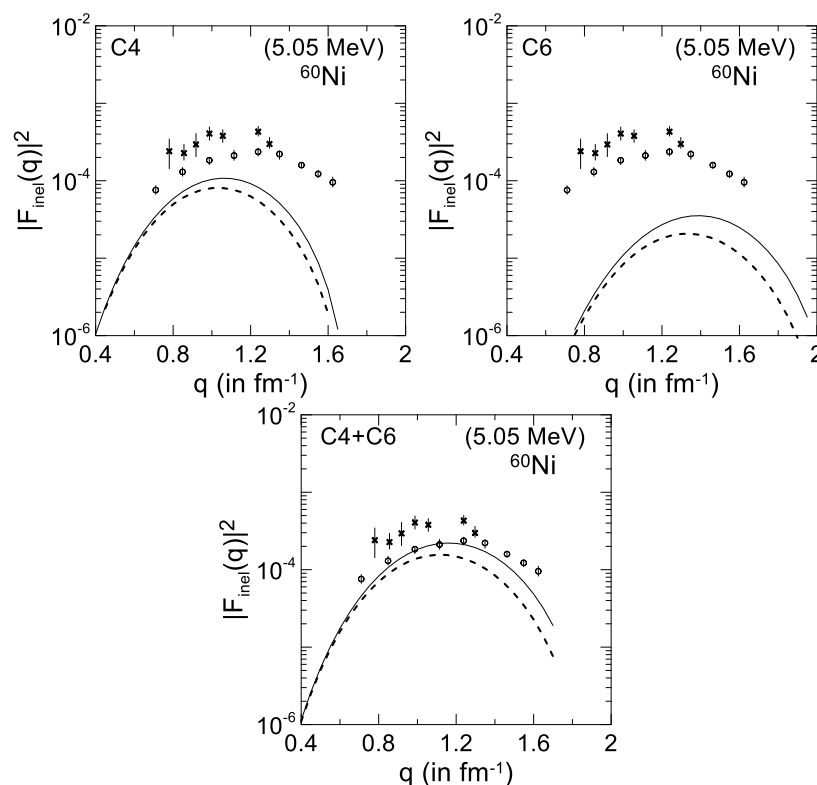 C4 (5.05 MeV)
⁶⁰Ni
10⁻²
10⁻⁴
10⁻⁶
|F_inel(q)|²
0.4 0.8 1.2 1.6 2
q (in fm⁻¹)
C6 (5.05 MeV)
⁶⁰Ni
10⁻²
10⁻⁴
10⁻⁶
|F_inel(q)|²
0.4 0.8 1.2 1.6 2
q (in fm⁻¹)
C4+C6 (5.05 MeV)
⁶⁰Ni
10⁻²
10⁻⁴
10⁻⁶
|F_inel(q)|²
0.4 0.8 1.2 1.6 2
q (in fm⁻¹)